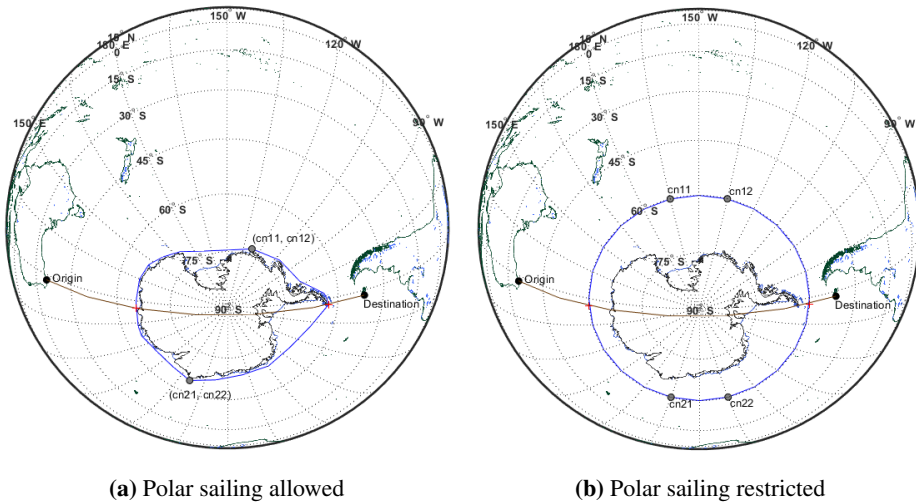 150° W
15° N
180° E
0
120° W
15° S
150° E
30° S
90° W
45° S
60° S
(cn11, cn12)
75° S
Origin
90° S
Destination
(cn21, cn22)
(a) Polar sailing allowed
150° W
15° N
180° E
0
120° W
15° S
150° E
30° S
90° W
45° S
cn11
cn12
60° S
75° S
Origin
90° S
Destination
cn21
cn22
(b) Polar sailing restricted